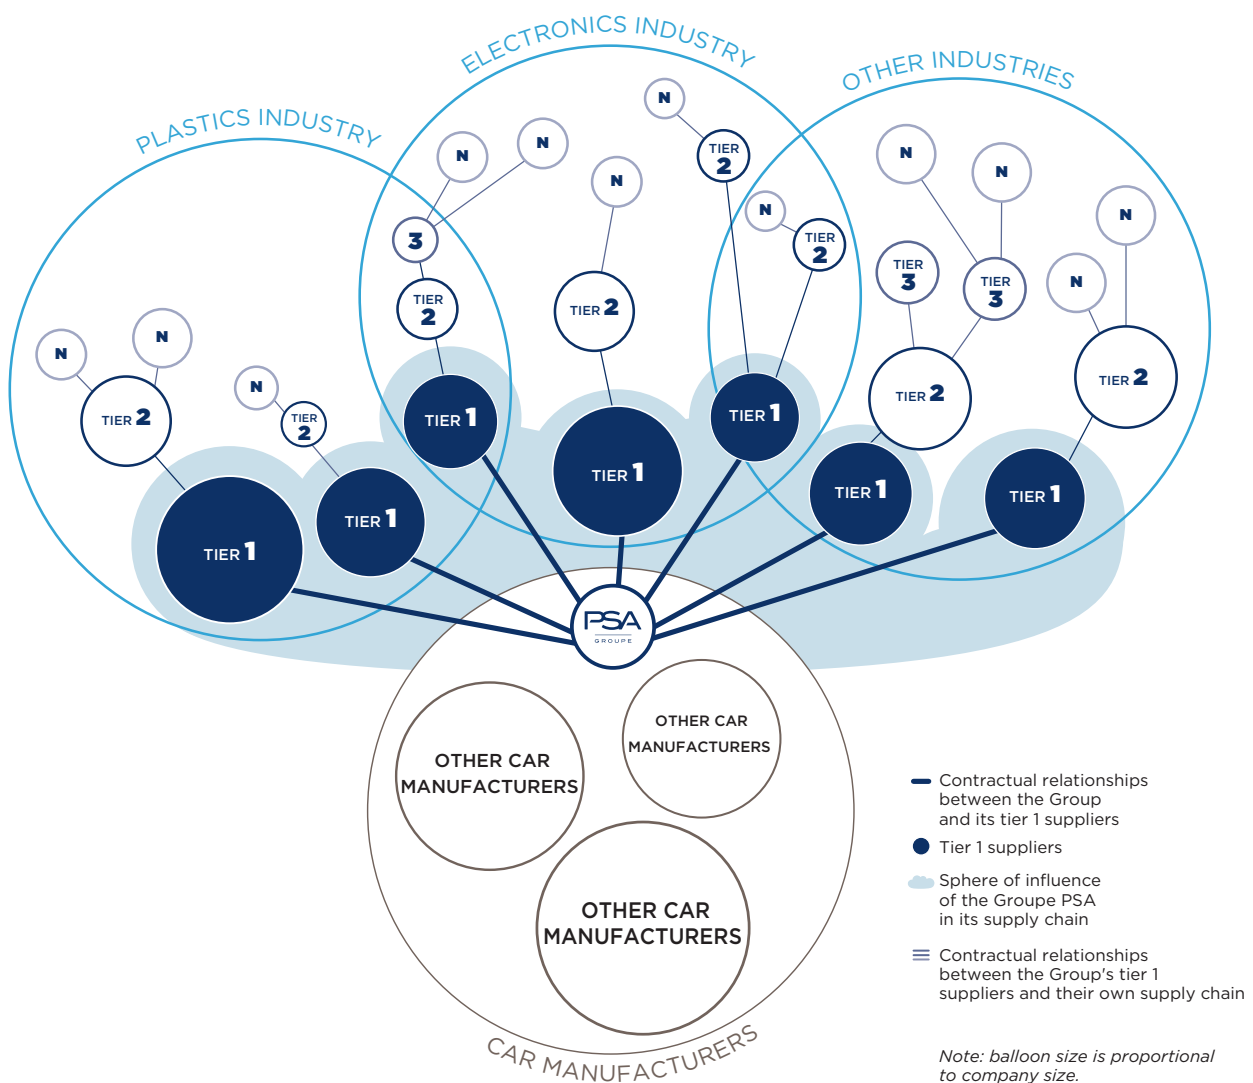 ELECTRONICS INDUSTRY
OTHER INDUSTRIES
PLASTICS INDUSTRY
N
N
N
N
N
N
N
N
N
N
N
N
N
N
TIER
2
TIER
2
3
TIER
3
TIER
3
TIER
2
TIER 2
TIER 2
TIER 2
TIER 2
TIER
2
TIER 1
TIER 1
TIER 1
TIER 1
TIER 1
TIER 1
TIER 1
PSA
GROUPE
OTHER CAR
MANUFACTURERS
OTHER CAR
MANUFACTURERS
OTHER CAR
MANUFACTURERS
CAR MANUFACTURERS
Contractual relationships
between the Group
and its tier 1 suppliers
Tier 1 suppliers
Sphere of influence
of the Groupe PSA
in its supply chain
Contractual relationships
between the Group's tier 1
suppliers and their own supply chain
Note: balloon size is proportional
to company size.